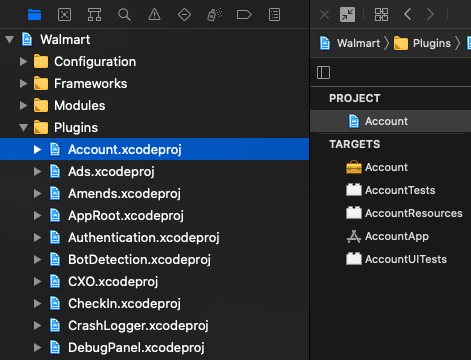 Walmart
Configuration
Frameworks
Modules
Plugins
Account.xcodeproj
Ads.xcodeproj
Amends.xcodeproj
AppRoot.xcodeproj
Authentication.xcodeproj
BotDetection.xcodeproj
CXO.xcodeproj
CheckIn.xcodeproj
CrashLogger.xcodeproj
DebugPanel.xcodeproj
Walmart 〉 Plugins 〉
PROJECT
Account
TARGETS
Account
AccountTests
AccountResources
AccountApp
AccountUITests